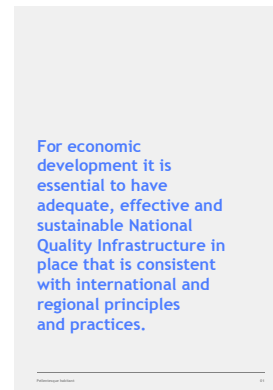 For economic
development it is
essential to have
adequate, effective and
sustainable National
Quality Infrastructure in
place that is consistent
with international and
regional principles
and practices.